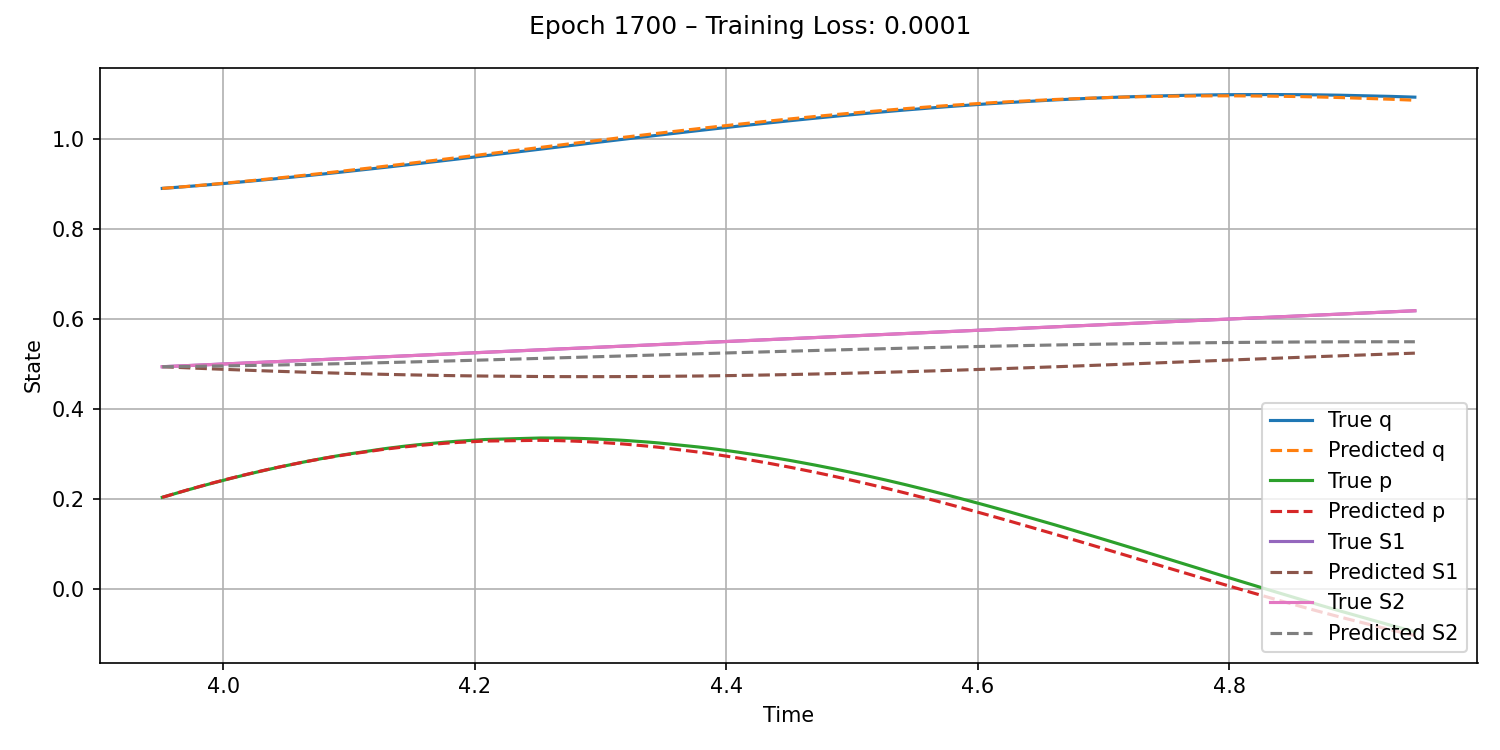 Epoch 1700 – Training Loss: 0.0001
State
1.0
0.8
0.6
0.4
0.2
0.0
True q
Predicted q
True p
Predicted p
True S1
Predicted S1
True S2
Predicted S2
4.0 4.2 4.4 4.6 4.8
Time